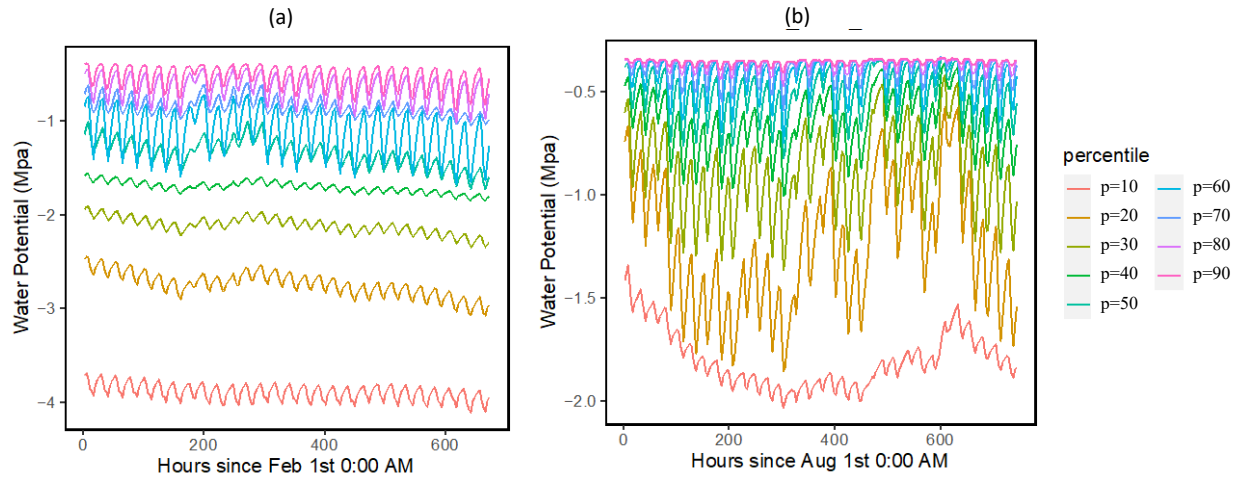 (a)
(b)
Water Potential (Mpa)
−1
−2
−3
−4
0
200
400
600
Hours since Feb 1st 0:00 AM
Water Potential (Mpa)
−0.5
−1.0
−1.5
−2.0
0
200
400
600
Hours since Aug 1st 0:00 AM
percentile
p=10
p=20
p=30
p=40
p=50
p=60
p=70
p=80
p=90